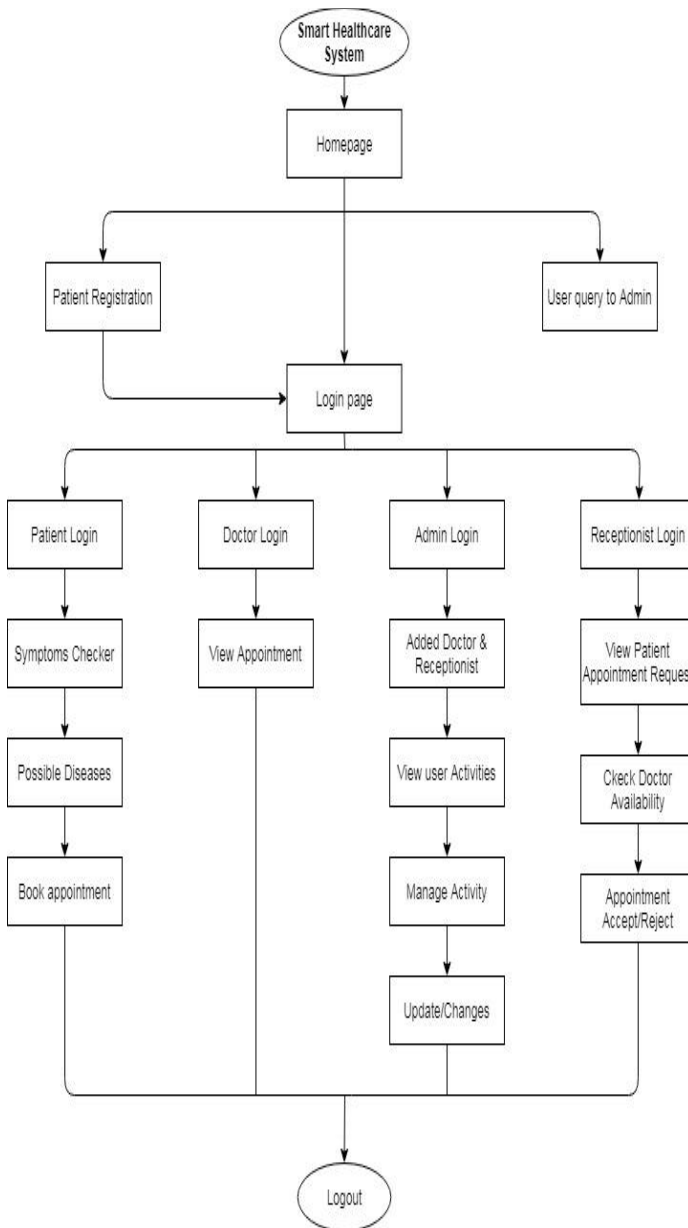 Smart Healthcare
System
Homepage
Patient Registration
User query to Admin
Login page
Patient Login
Doctor Login
Admin Login
Receptionist Login
Symptoms Checker
View Appointment
Added Doctor &
Receptionist
View Patient
Appointment Reques
Possible Diseases
View user Activities
Ckeck Doctor
Availability
Book appointment
Manage Activity
Appointment
Accept/Reject
Update/Changes
Logout